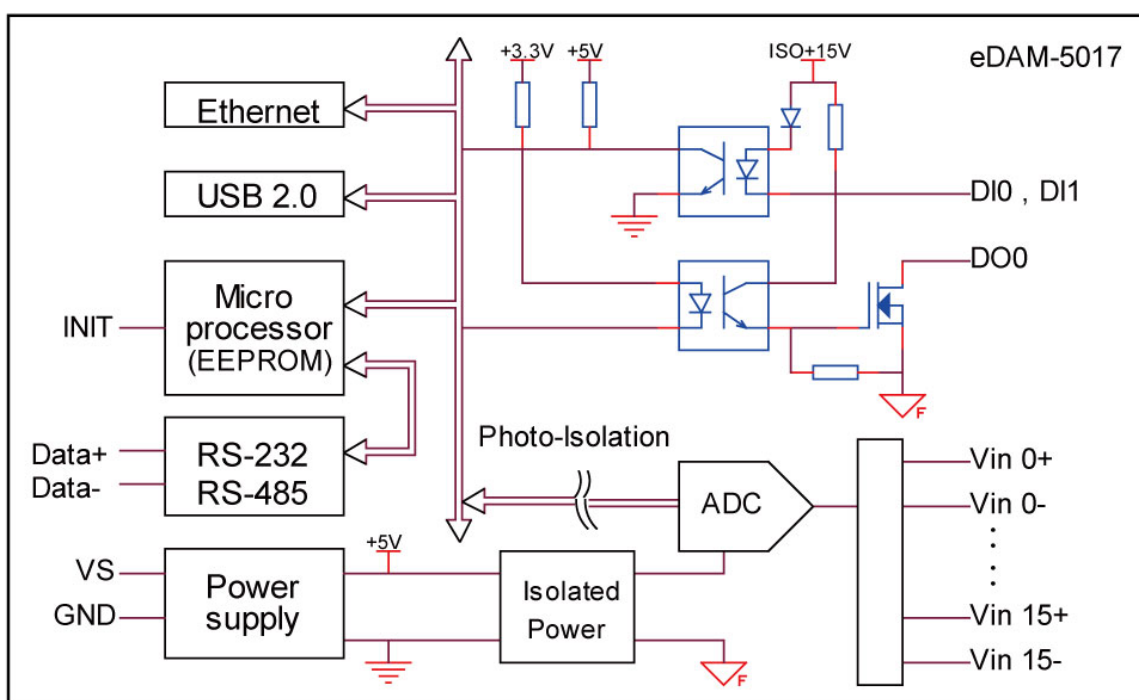 eDAM-5017
+3.3V
+5V
ISO+15V
Ethernet
USB 2.0
DI0 , DI1
DO0
INIT
Micro
processor
(EEPROM)
F
Photo-Isolation
Data+
Data-
RS-232
RS-485
ADC
Vin 0+
Vin 0-
Vin 15+
Vin 15-
+5V
VS
GND
Power
supply
Isolated
Power
F